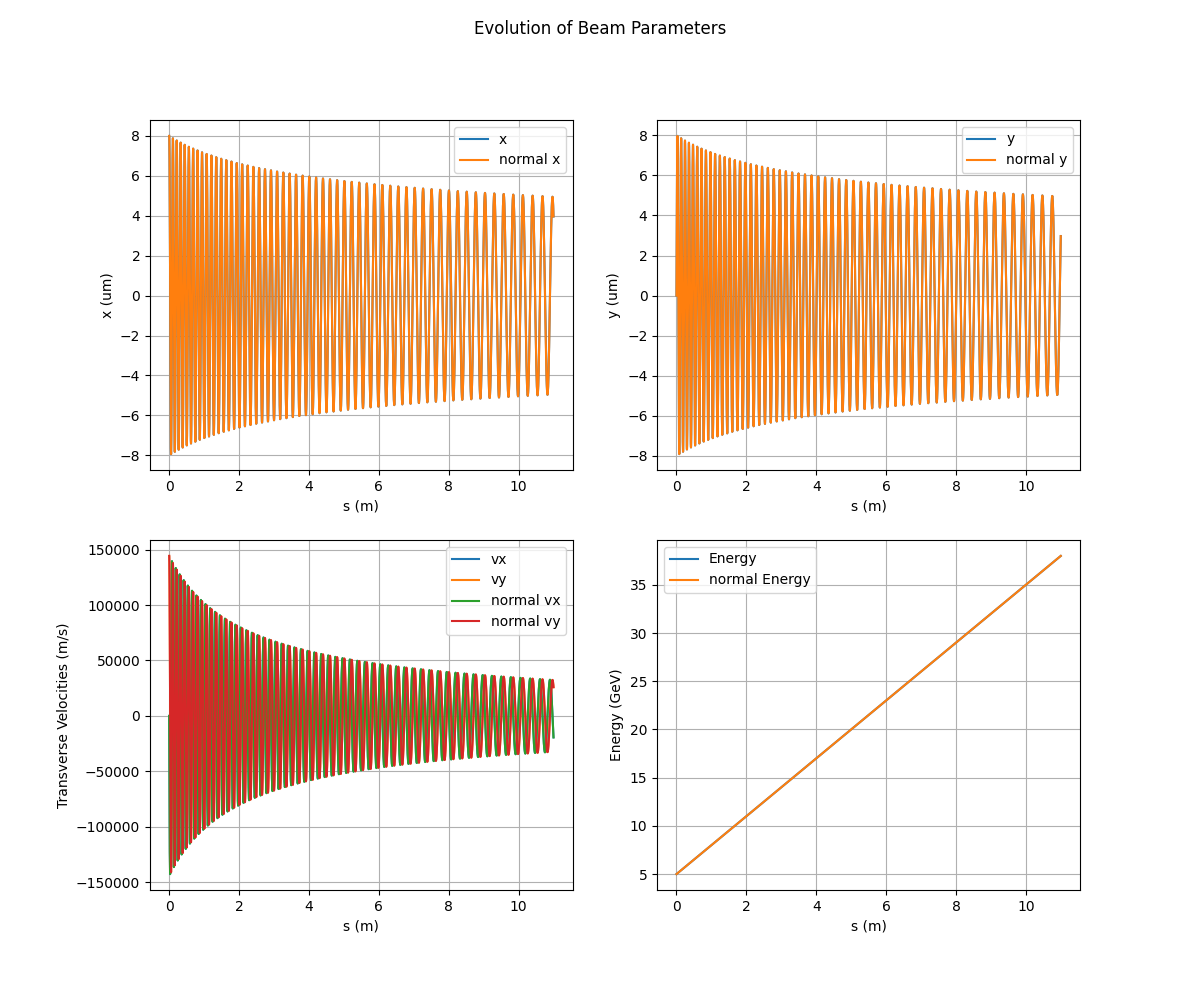 Evolution of Beam Parameters
x
normal x
8
6
4
2
0
−2
−4
−6
−8
x (um)
0 2 4 6 8 10
s (m)
y
normal y
8
6
4
2
0
−2
−4
−6
−8
y (um)
0 2 4 6 8 10
s (m)
vx
vy
normal vx
normal vy
150000
100000
50000
0
−50000
−100000
−150000
Transverse Velocities (m/s)
0 2 4 6 8 10
s (m)
Energy
normal Energy
35
30
25
20
15
10
5
Energy (GeV)
0 2 4 6 8 10
s (m)